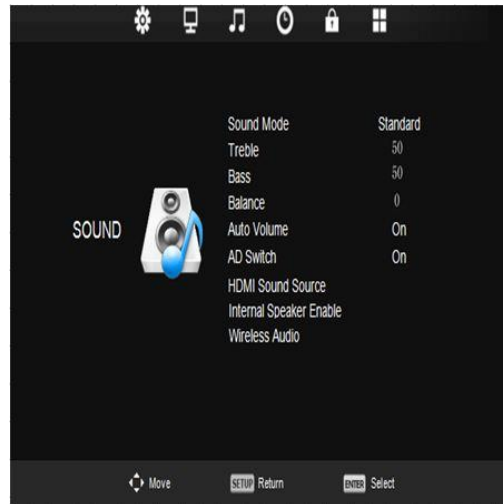 Sound Mode Standard
Treble 50
Bass 50
Balance 0
SOUND
Auto Volume On
AD Switch On
HDMI Sound Source
Internal Speaker Enable
Wireless Audio
Move SETUP Return ENTER Select